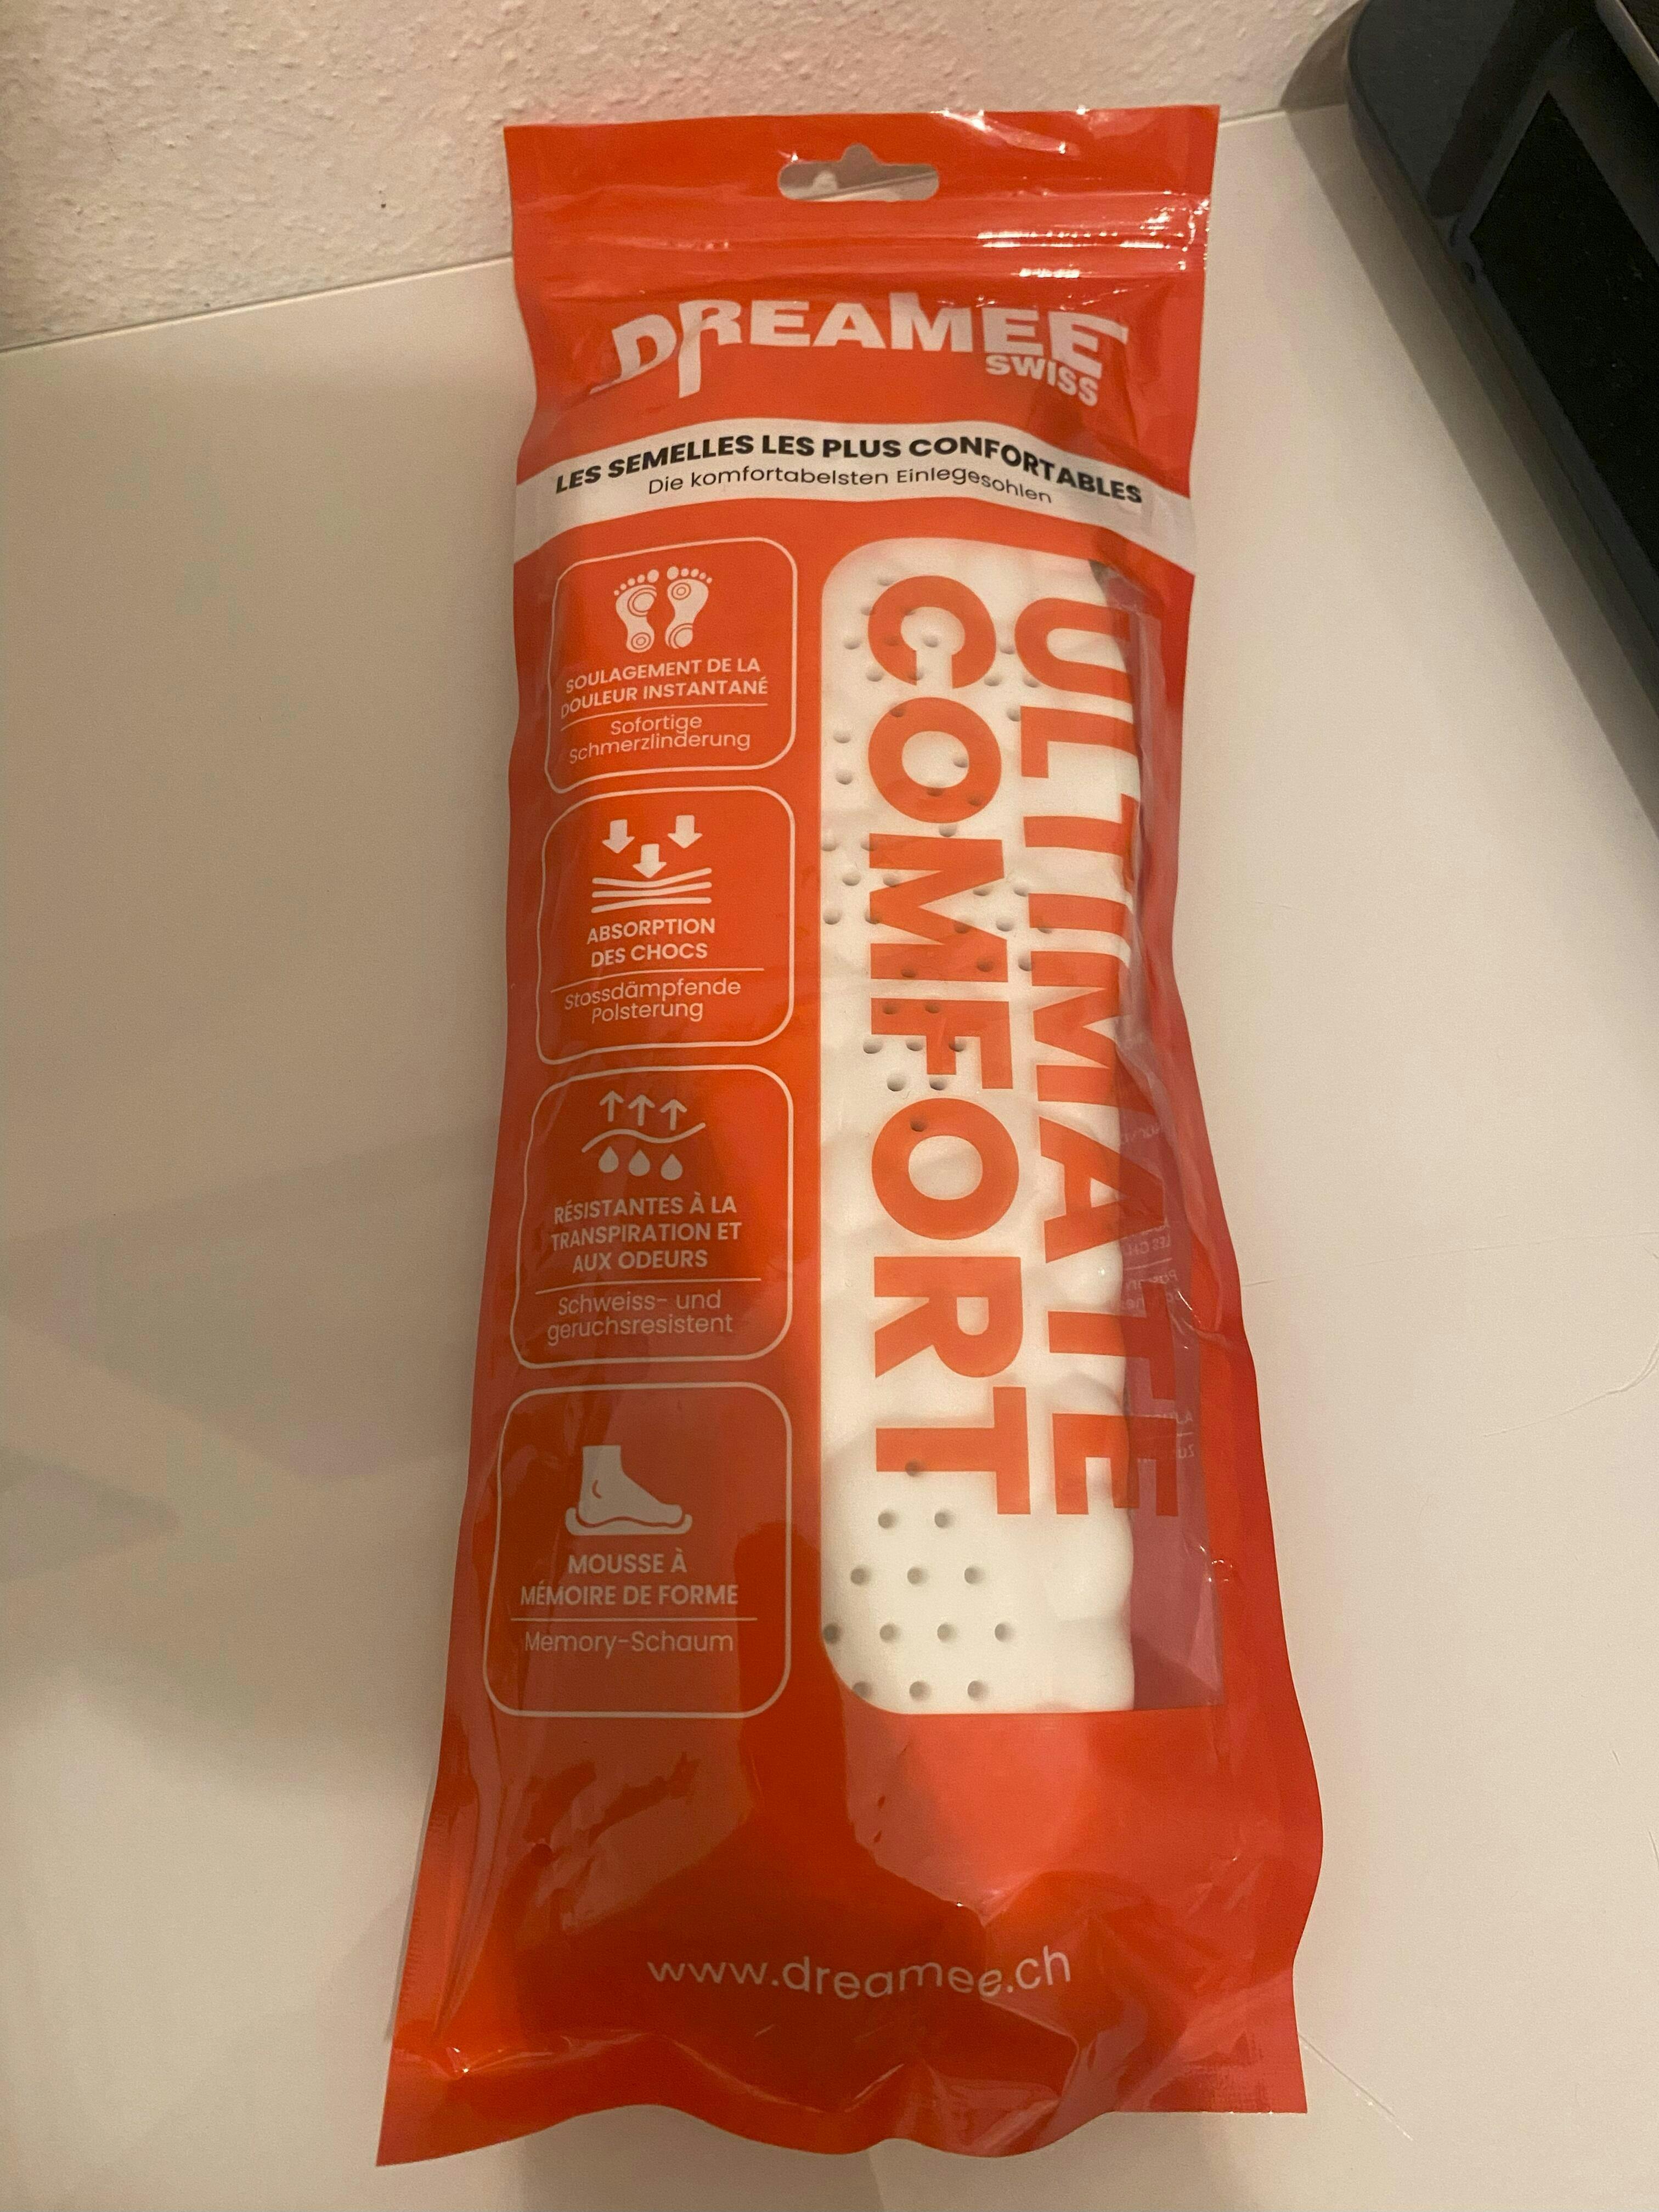 DREAMEE
SWISS
LES SEMELLES LES PLUS CONFORTABLES
Die komfortabelsten Einlegesohlen
SOULAGEMENT DE LA
DOULEUR INSTANTANÉ
Sofortige
Schmerzlinderung
ABSORPTION
DES CHOCS
Stossdämpfende
Polsterung
RÉSISTANTES À LA
TRANSPIRATION ET
AUX ODEURS
Schweiss- und
geruchsresistent
MOUSSE À
MÉMOIRE DE FORME
Memory-Schaum
ULTIMATE
COMFORT
www.dreamee.ch